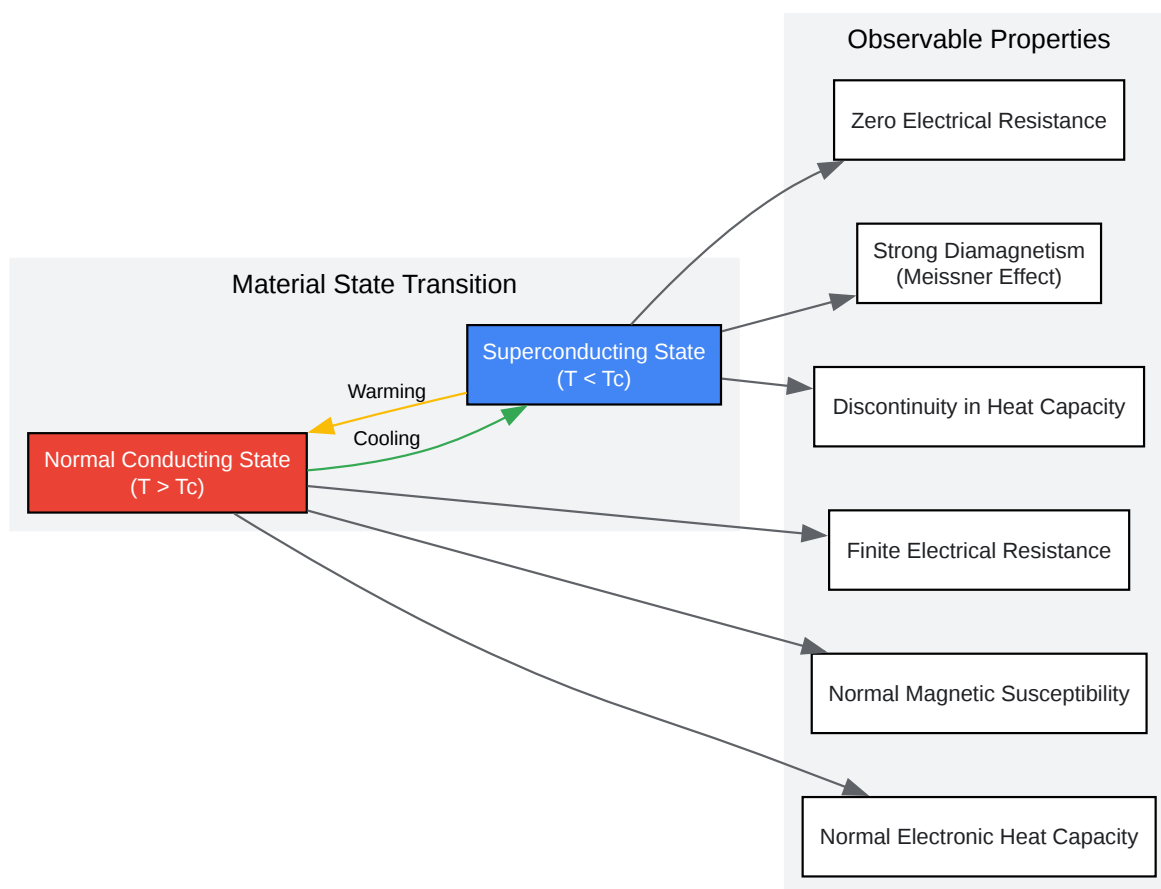 Observable Properties
Zero Electrical Resistance
Strong Diamagnetism
(Meissner Effect)
Material State Transition
Superconducting State
(T < Tc)
Warming
Discontinuity in Heat Capacity
Cooling
Normal Conducting State
(T > Tc)
Finite Electrical Resistance
Normal Magnetic Susceptibility
Normal Electronic Heat Capacity